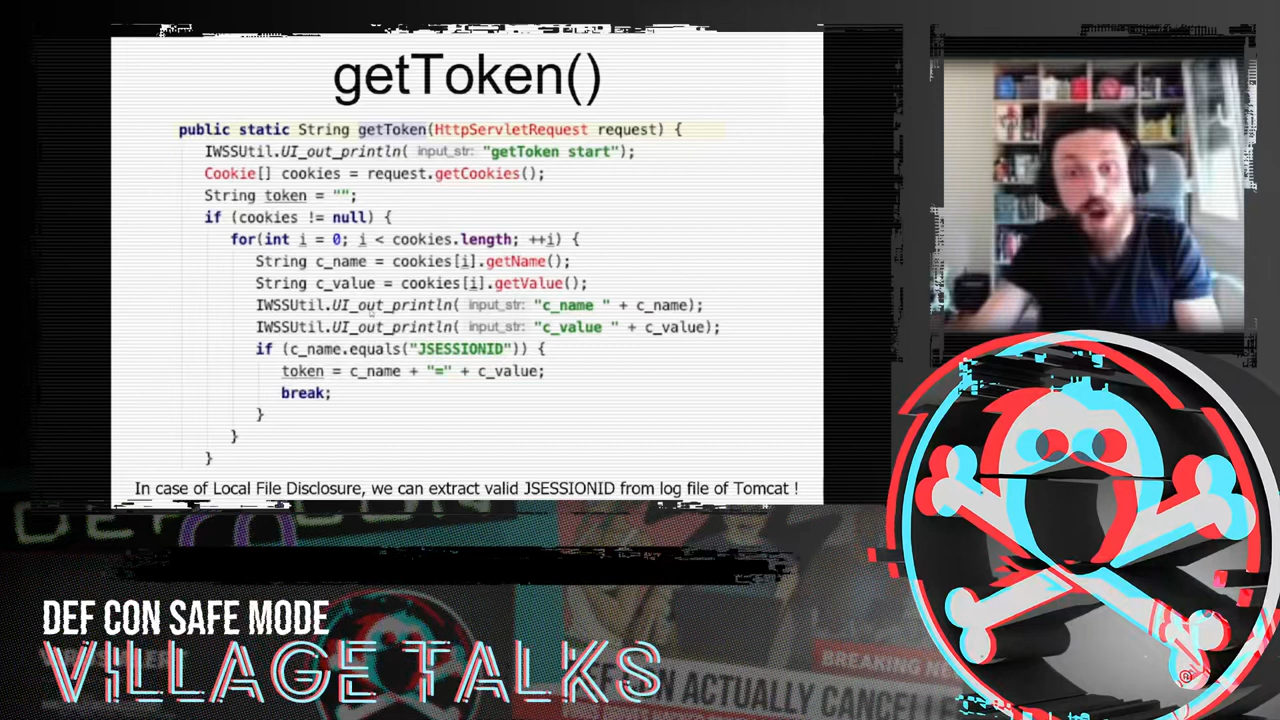 getToken()
public static String getToken(HttpServletRequest request) {
IWSSUtil.UI_out_println( input_str: "getToken start");
Cookie[] cookies = request.getCookies();
String token = "";
if (cookies != null) {
for(int i = 0; i < cookies.length; ++i) {
String c_name = cookies[i].getName();
String c_value = cookies[i].getValue();
IWSSUtil.UI_out_println( input_str: "c_name " + c_name);
IWSSUtil.UI_out_println( input_str: "c_value " + c_value);
if (c_name.equals("JSESSIONID")) {
token = c_name + "=" + c_value;
break;
}
}
}
In case of Local File Disclosure, we can extract valid JSESSIONID from log file of Tomcat !
DEF CON
DEF CON SAFE MODE
VILLAGE TALKS
BREAKING
CON ACTUALLY
®